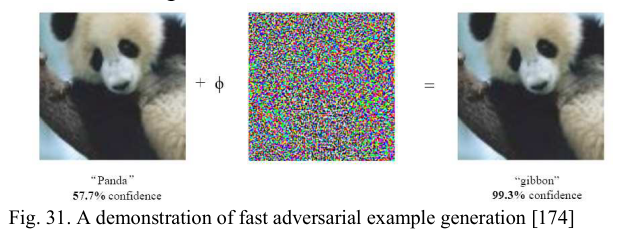 + ϕ =
“Panda”
57.7% confidence
“gibbon”
99.3% confidence
Fig. 31. A demonstration of fast adversarial example generation [174]